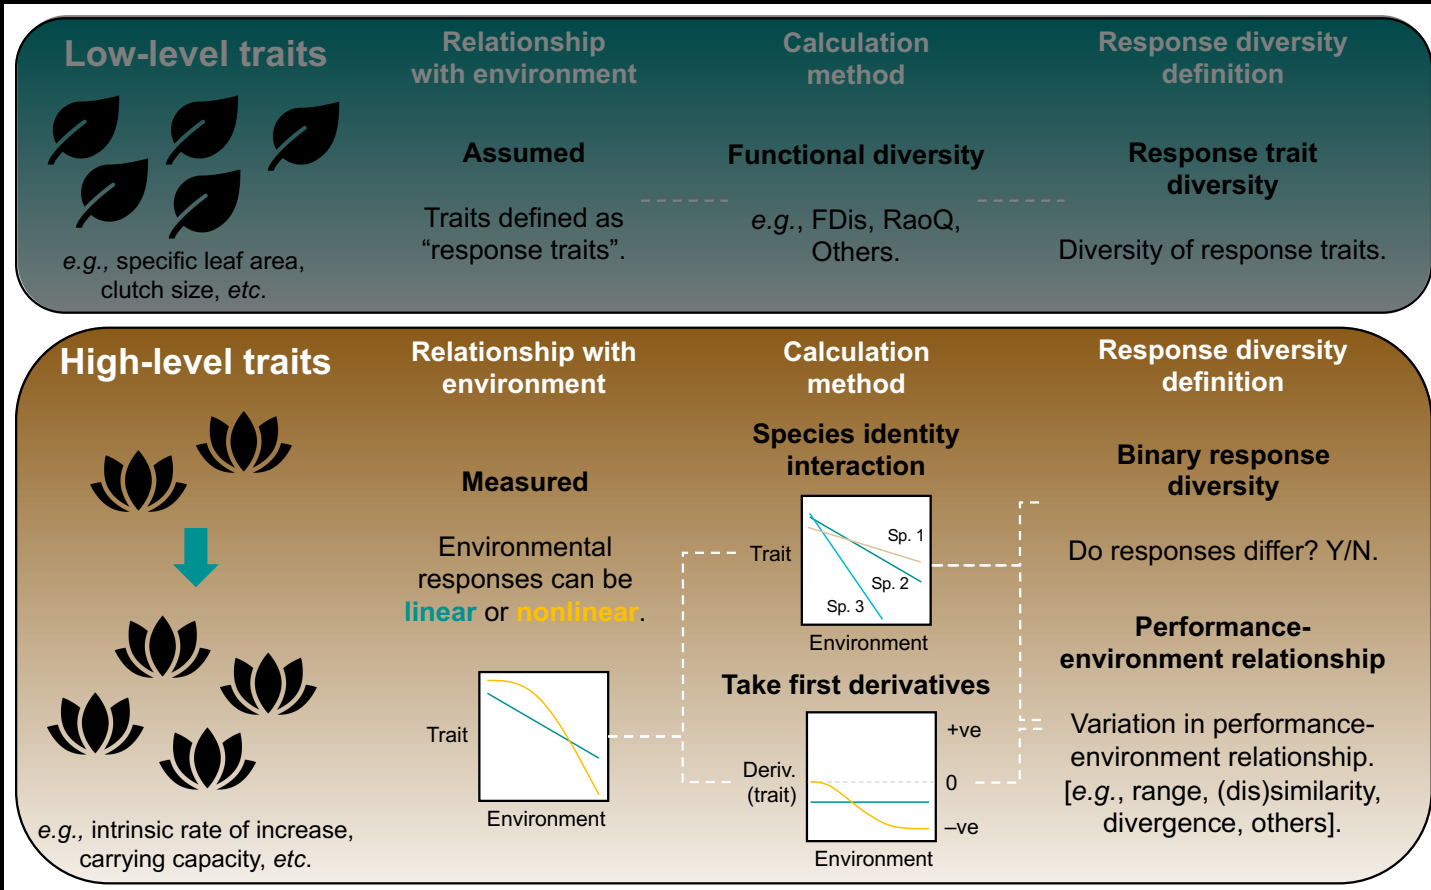 Low-level traits
e.g., specific leaf area,
clutch size, etc.
Relationship
with environment
Assumed
Traits defined as
“response traits”.
Calculation
method
Functional diversity
e.g., FDis, RaoQ,
Others.
Response diversity
definition
Response trait
diversity
Diversity of response traits.
High-level traits
e.g., intrinsic rate of increase,
carrying capacity, etc.
Relationship with
environment
Measured
Environmental
responses can be
linear or nonlinear.
Trait
Environment
Calculation
method
Species identity
interaction
Trait
Sp. 1
Sp. 2
Sp. 3
Environment
Take first derivatives
Deriv.
(trait)
+ve
0
–ve
Environment
Response diversity
definition
Binary response
diversity
Do responses differ? Y/N.
Performance-
environment relationship
Variation in performance-
environment relationship.
[e.g., range, (dis)similarity,
divergence, others].